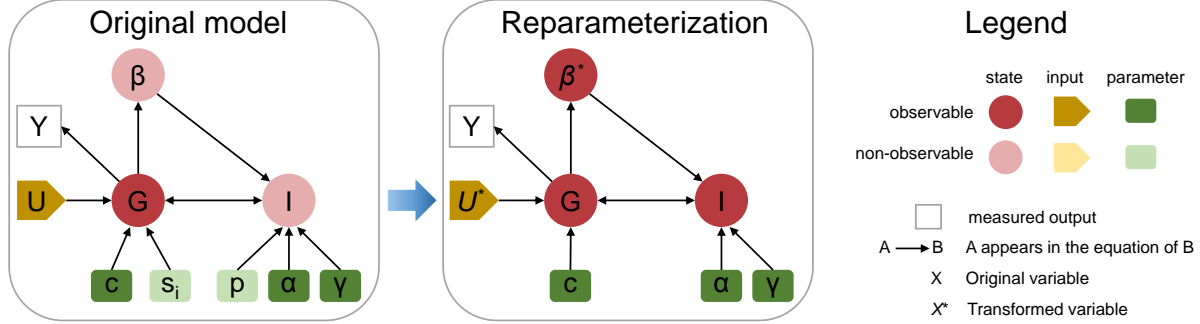 Original model
β
Y
U
G
I
c
s_i
p
α
γ
Reparameterization
β*
Y
U*
G
I
c
α
γ
Legend
state input parameter
observable
non-observable
measured output
A B A appears in the equation of B
X Original variable
X* Transformed variable